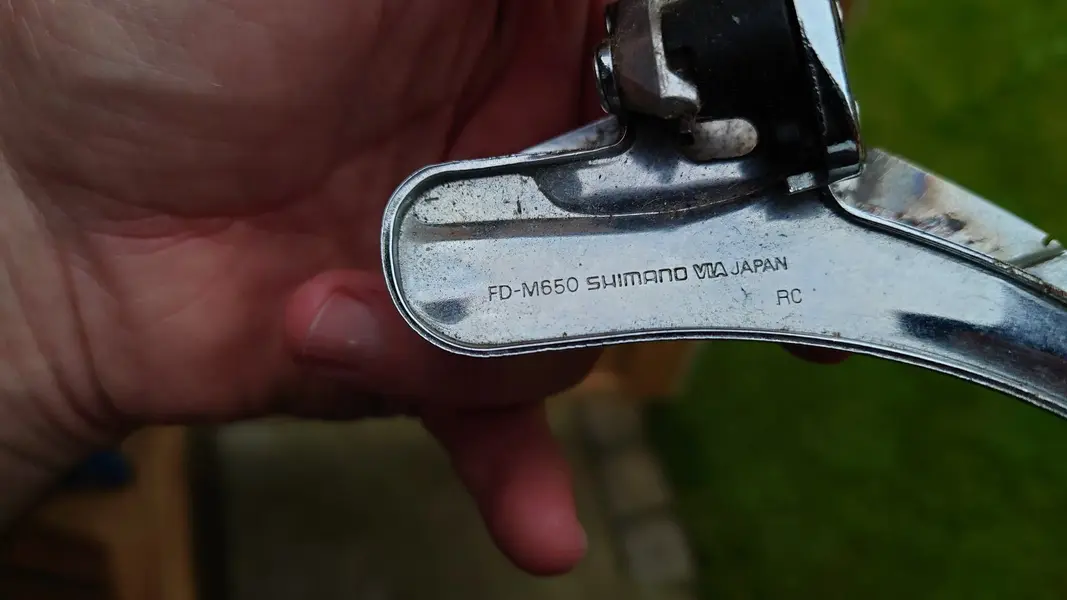 FD-M650 SHIMANO VIA JAPAN
RC